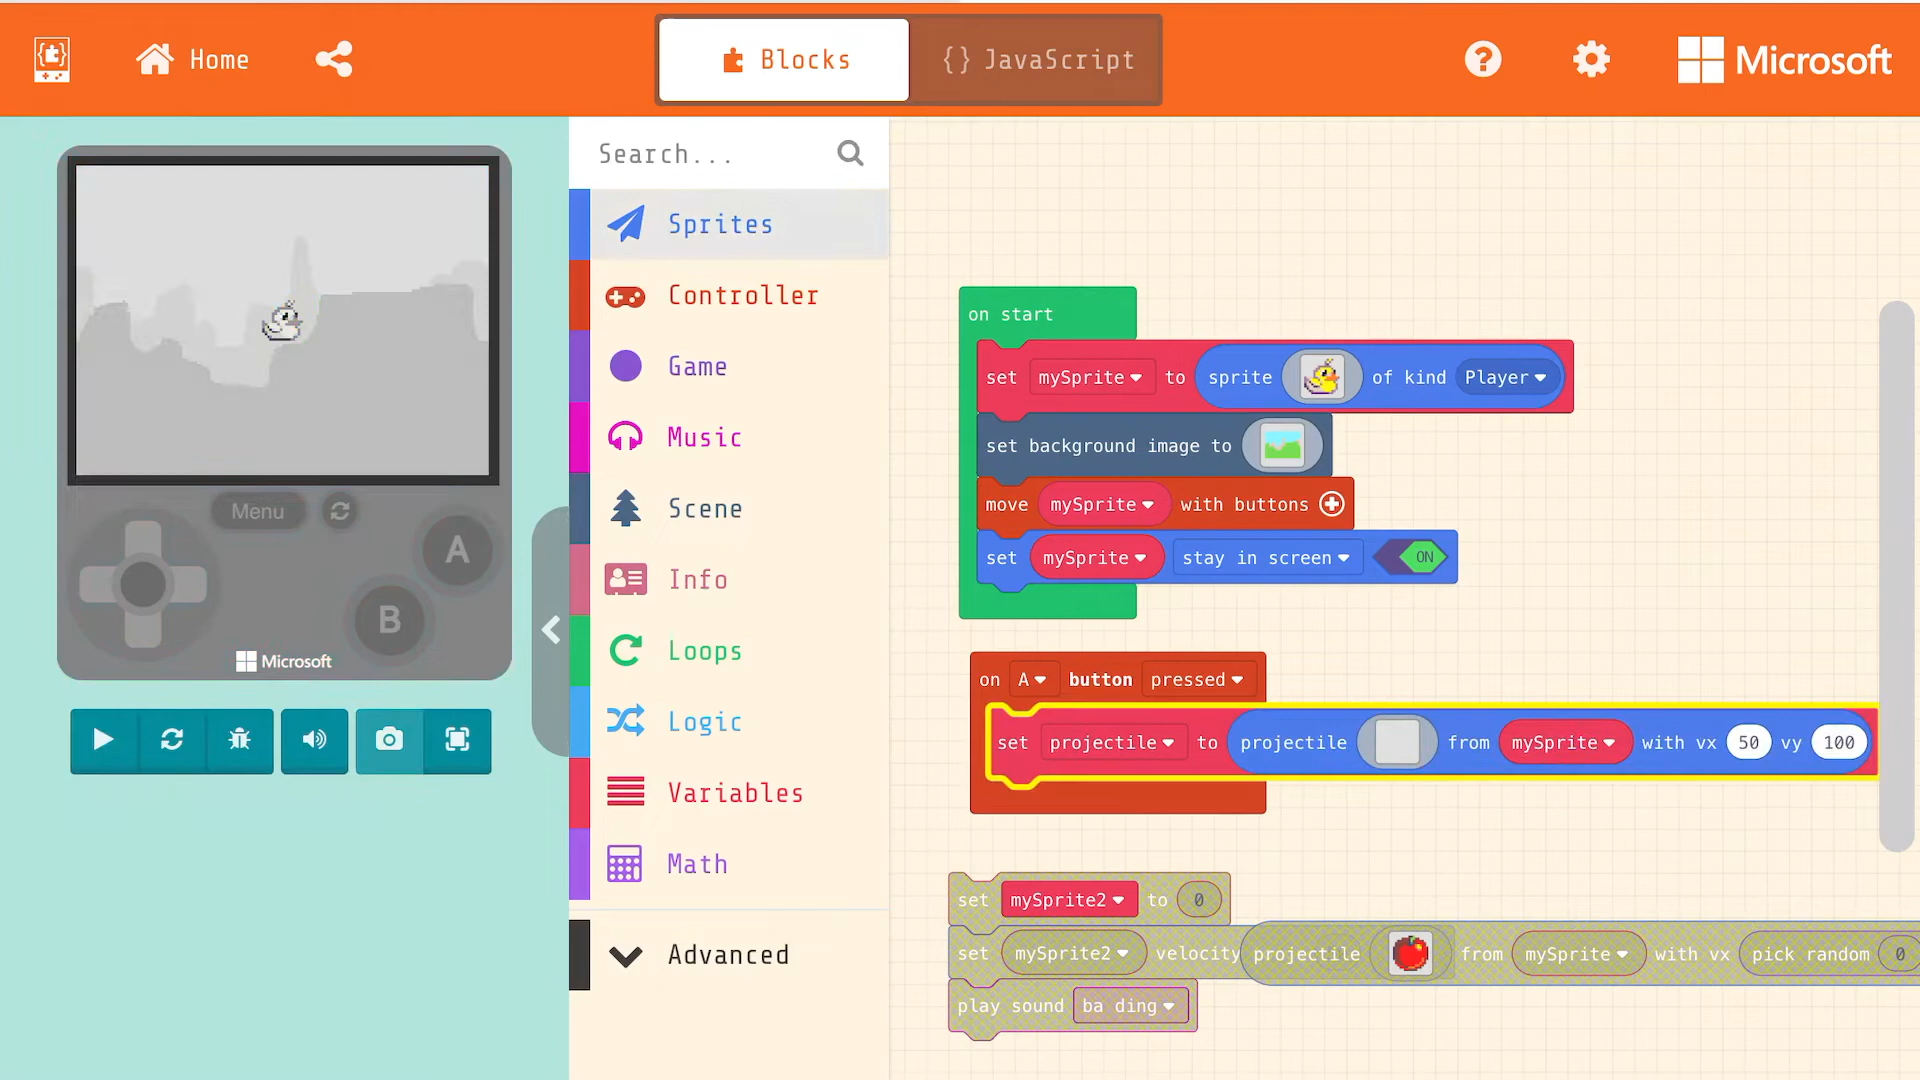 Home
Blocks
{} JavaScript
Microsoft
Search...
Sprites
Controller
Game
Music
Scene
Info
Loops
Logic
Variables
Math
Advanced
Menu
A
B
Microsoft
on start
set mySprite to sprite of kind Player
set background image to
move mySprite with buttons
set mySprite stay in screen ON
on A button pressed
set projectile to projectile from mySprite with vx 50 vy 100
set mySprite2 to 0
set mySprite2 velocity projectile from mySprite with vx pick random 0
play sound ba ding